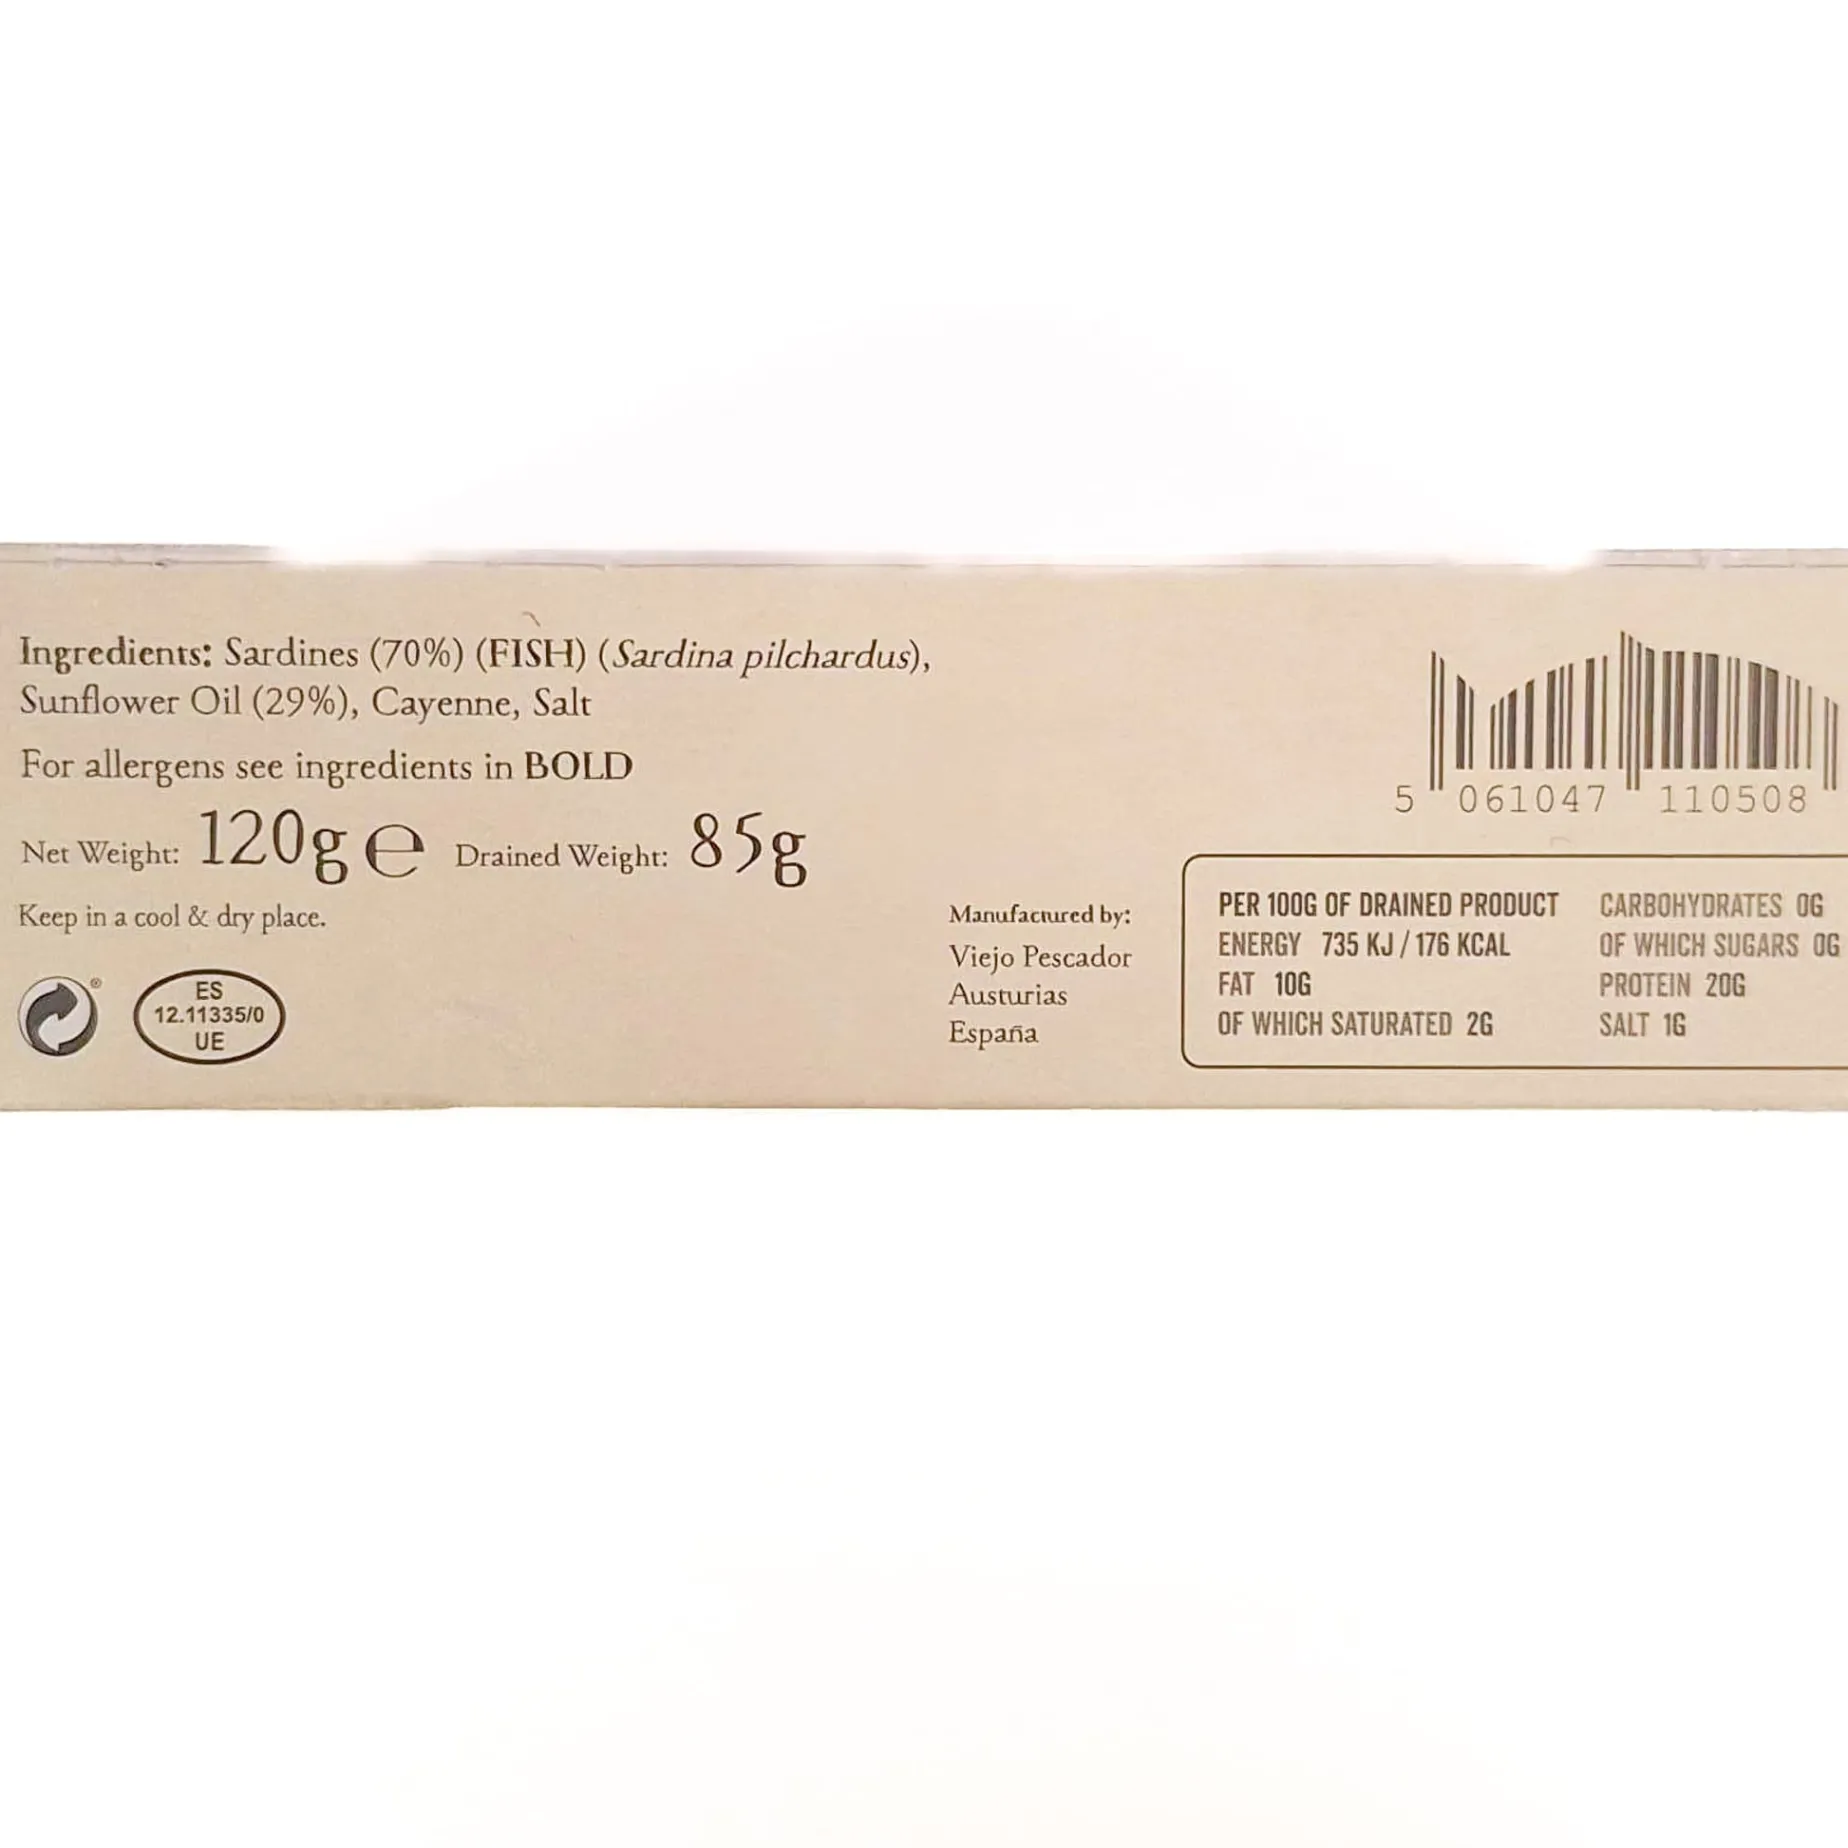 Ingredients: Sardines (70%) (FISH) (Sardina pilchardus),
Sunflower Oil (29%), Cayenne, Salt
For allergens see ingredients in BOLD
Net Weight: 120g ℮ Drained Weight: 85g
Keep in a cool & dry place.
®
ES
12.11335/0
UE
Manufactured by:
Viejo Pescador
Austurias
España
5 061047 110508
PER 100G OF DRAINED PRODUCT
ENERGY 735 KJ / 176 KCAL
FAT 10G
OF WHICH SATURATED 2G
CARBOHYDRATES 0G
OF WHICH SUGARS 0G
PROTEIN 20G
SALT 1G